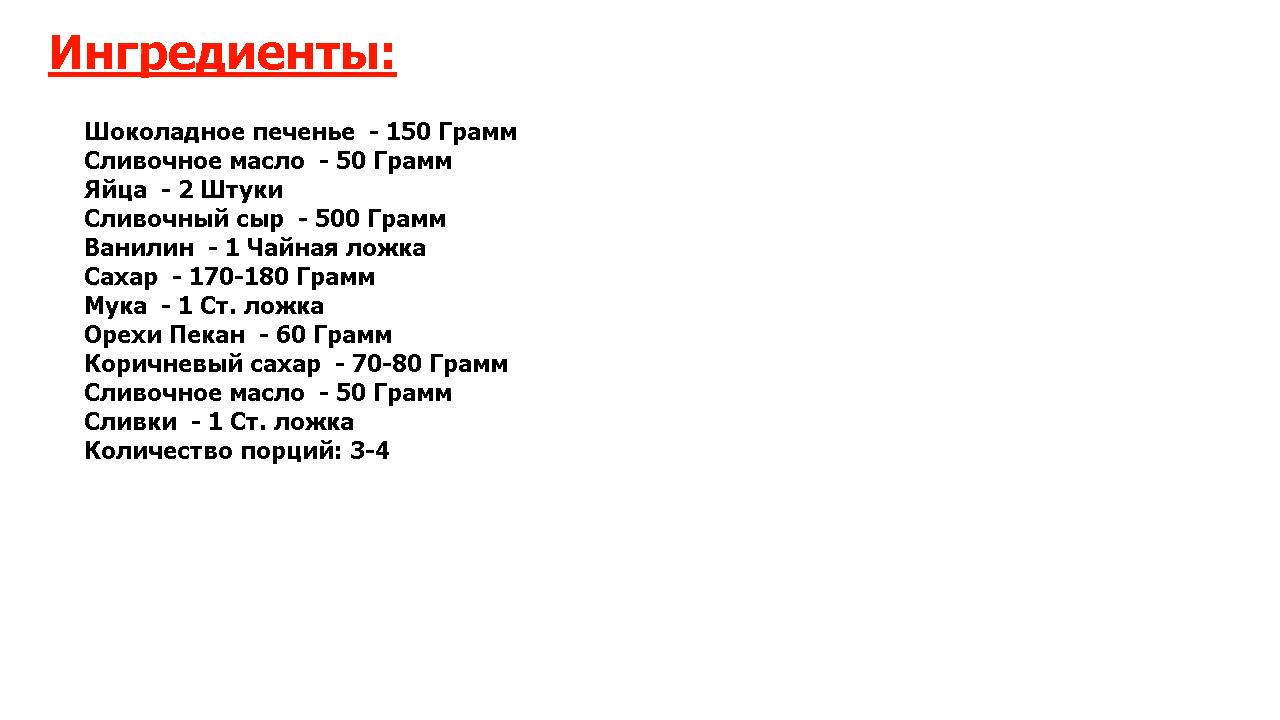 Ингредиенты:
Шоколадное печенье  - 150 Грамм
Сливочное масло  - 50 Грамм
Яйца  - 2 Штуки
Сливочный сыр  - 500 Грамм
Ванилин  - 1 Чайная ложка
Сахар  - 170-180 Грамм
Мука  - 1 Ст. ложка
Орехи Пекан  - 60 Грамм
Коричневый сахар  - 70-80 Грамм
Сливочное масло  - 50 Грамм
Сливки  - 1 Ст. ложка
Количество порций: 3-4